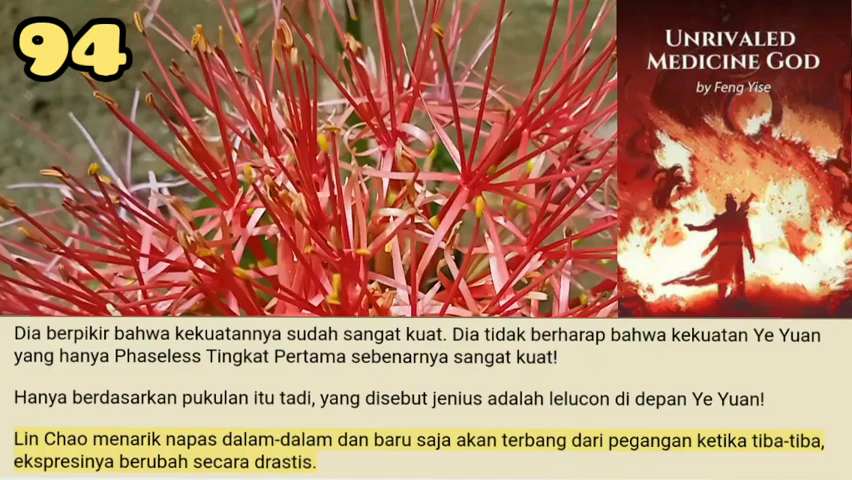 94
UNRIVALED
MEDICINE GOD
by Feng Yise
Dia berpikir bahwa kekuatannya sudah sangat kuat. Dia tidak berharap bahwa kekuatan Ye Yuan
yang hanya Phaseless Tingkat Pertama sebenarnya sangat kuat!
Hanya berdasarkan pukulan itu tadi, yang disebut jenius adalah lelucon di depan Ye Yuan!
Lin Chao menarik napas dalam-dalam dan baru saja akan terbang dari pegangan ketika tiba-tiba,
ekspresinya berubah secara drastis.